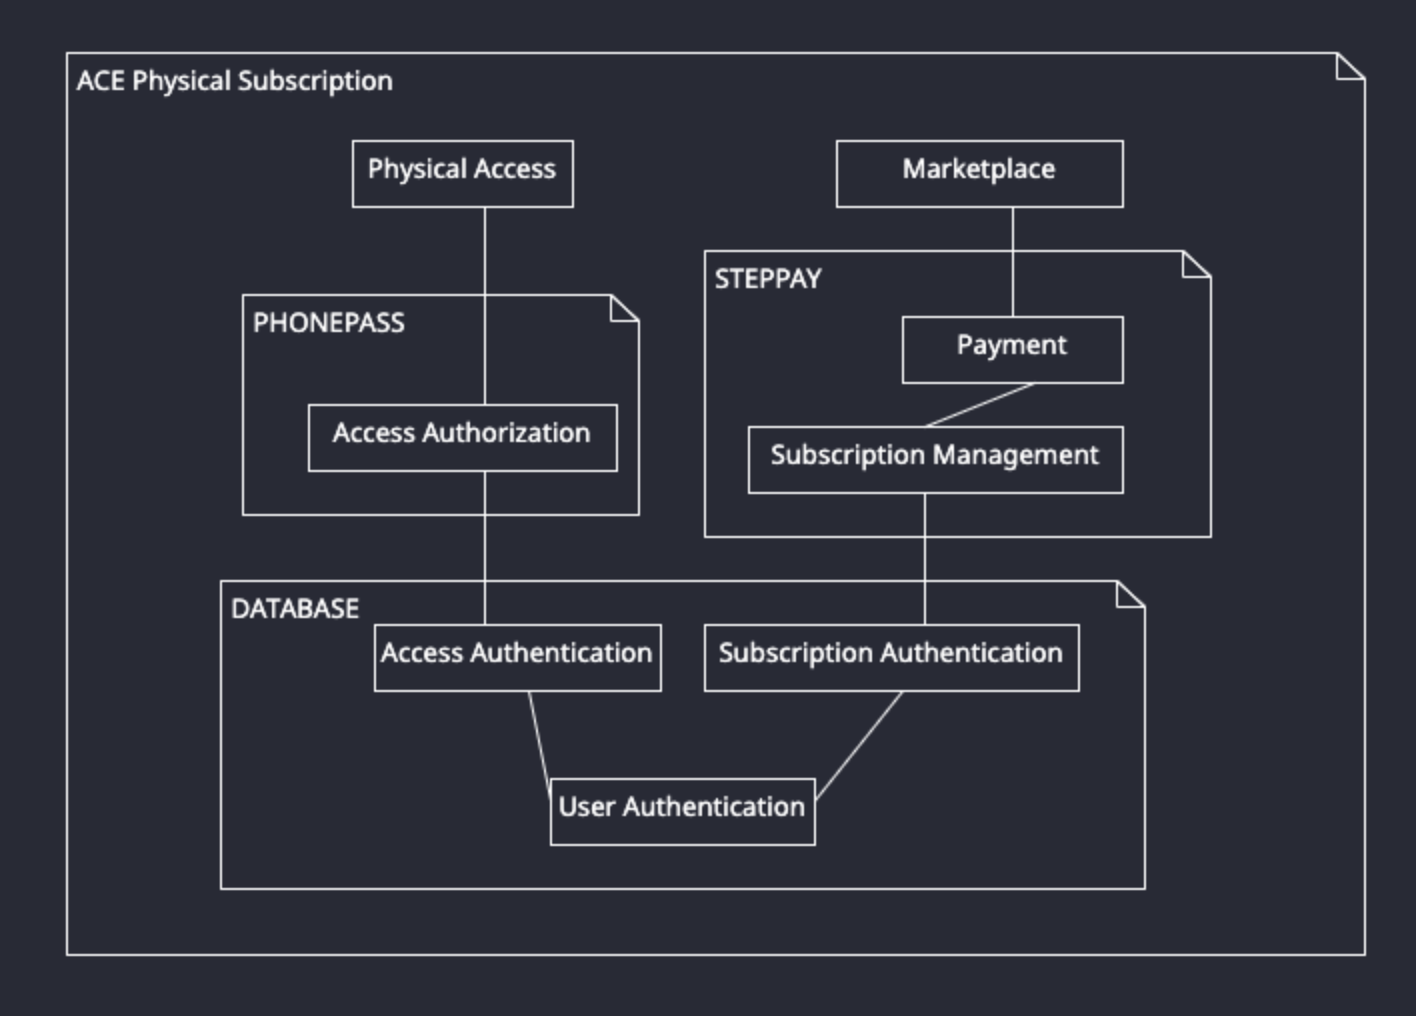 ACE Physical Subscription
Physical Access
Marketplace
STEPPAY
PHONEPASS
Payment
Access Authorization
Subscription Management
DATABASE
Access Authentication
Subscription Authentication
User Authentication